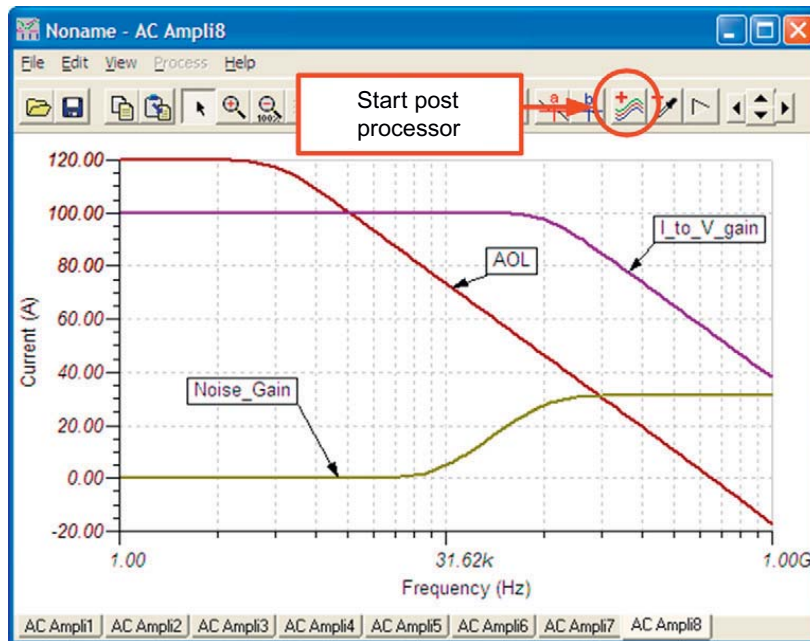 Noname - AC Ampli8
File Edit View Process Help
100%
Start post
processor
a
b
120.00
100.00
80.00
60.00
40.00
20.00
0.00
-20.00
I_to_V_gain
AOL
Noise_Gain
Current (A)
1.00 31.62k 1.00G
Frequency (Hz)
AC Ampli1 AC Ampli2 AC Ampli3 AC Ampli4 AC Ampli5 AC Ampli6 AC Ampli7 AC Ampli8